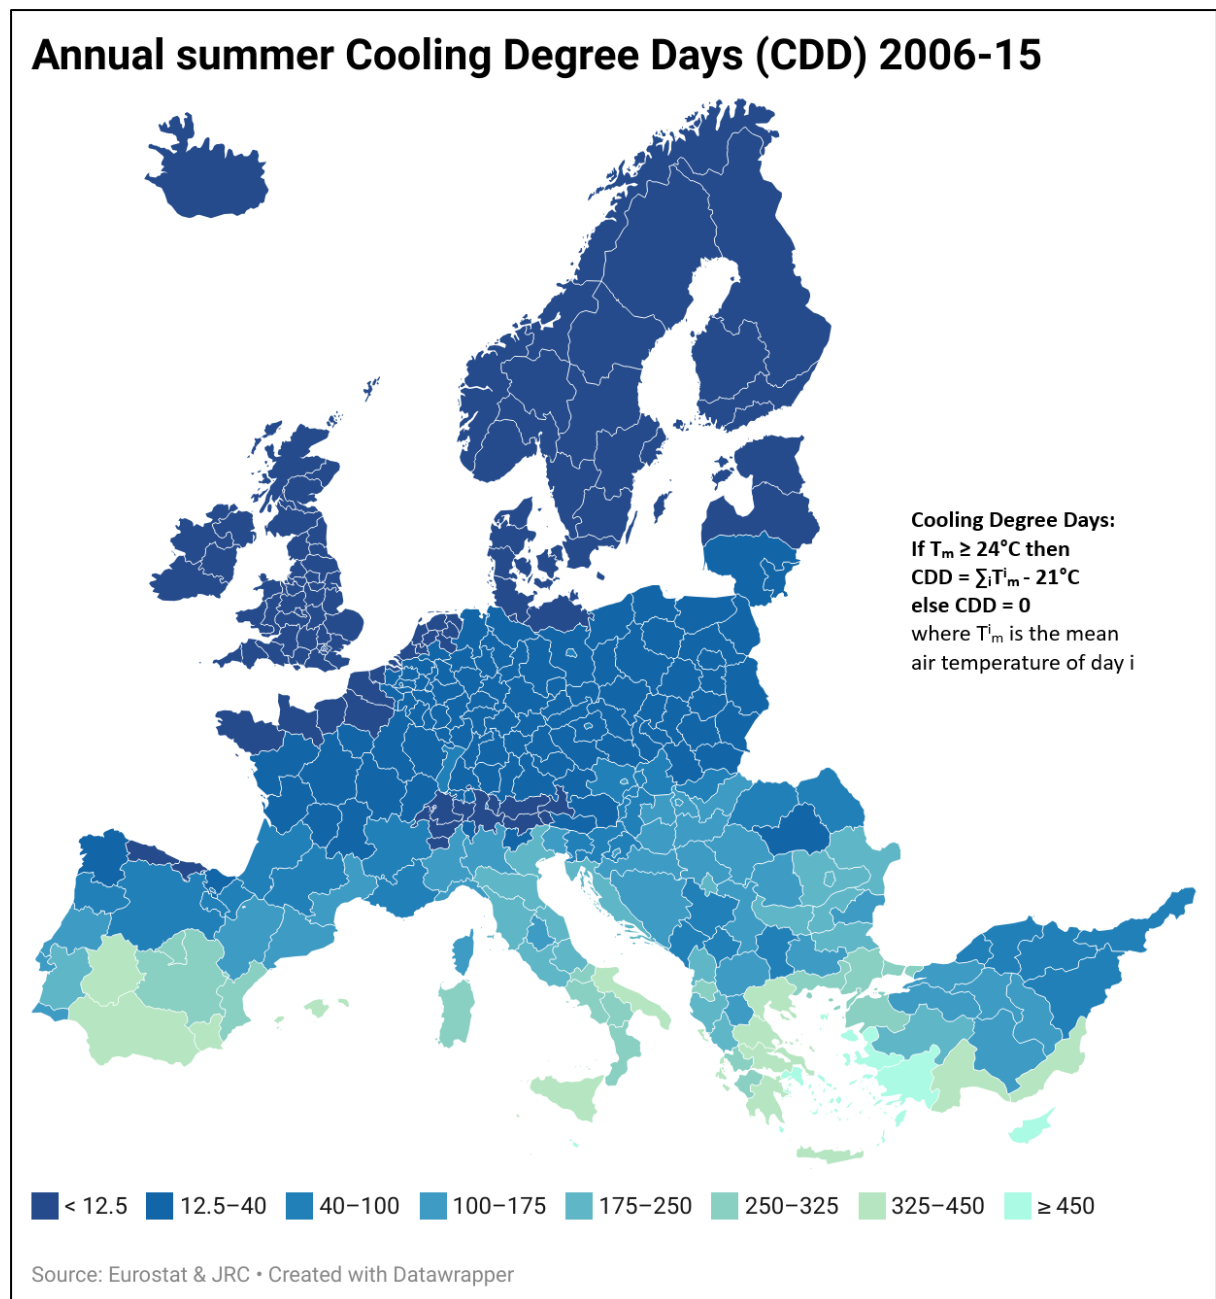 Annual summer Cooling Degree Days (CDD) 2006-15
Cooling Degree Days:
If Tₘ ≥ 24°C then
CDD = ∑ᵢTⁱₘ - 21°C
else CDD = 0
where Tⁱₘ is the mean
air temperature of day i
< 12.5 12.5–40 40–100 100–175 175–250 250–325 325–450 ≥ 450
Source: Eurostat & JRC • Created with Datawrapper